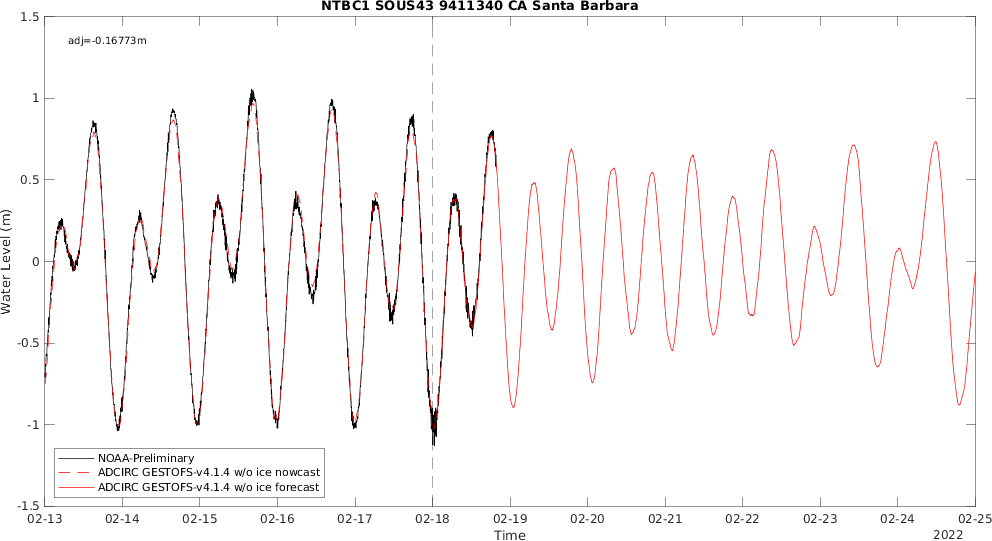 NTBC1 SOUS43 9411340 CA Santa Barbara
1.5
adj=-0.16773m
1
0.5
0
-0.5
-1
-1.5
Water Level (m)
NOAA-Preliminary
ADCIRC GESTOFS-v4.1.4 w/o ice nowcast
ADCIRC GESTOFS-v4.1.4 w/o ice forecast
02-13 02-14 02-15 02-16 02-17 02-18 02-19 02-20 02-21 02-22 02-23 02-24 02-25
Time
2022